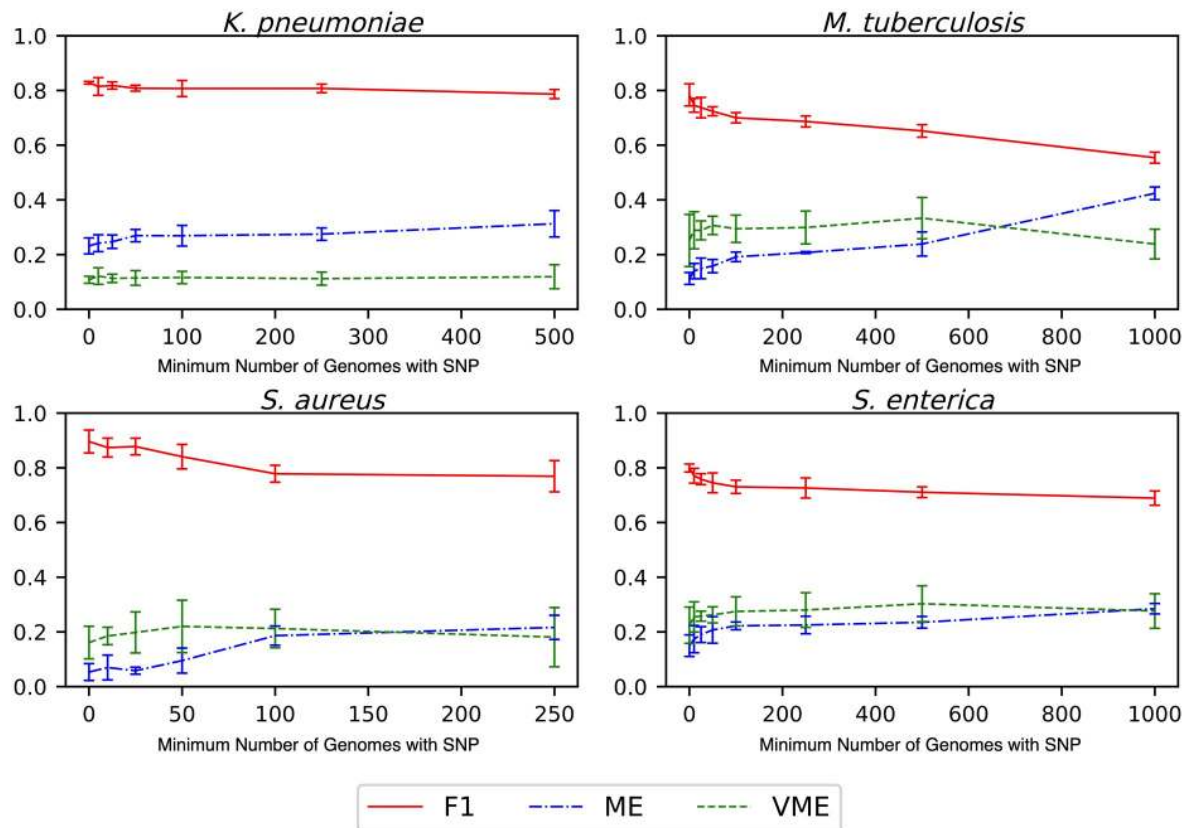 K. pneumoniae
1.0
0.8
0.6
0.4
0.2
0.0
0 100 200 300 400 500
Minimum Number of Genomes with SNP
M. tuberculosis
1.0
0.8
0.6
0.4
0.2
0.0
0 200 400 600 800 1000
Minimum Number of Genomes with SNP
S. aureus
1.0
0.8
0.6
0.4
0.2
0.0
0 50 100 150 200 250
Minimum Number of Genomes with SNP
S. enterica
1.0
0.8
0.6
0.4
0.2
0.0
0 200 400 600 800 1000
Minimum Number of Genomes with SNP
F1 ME VME